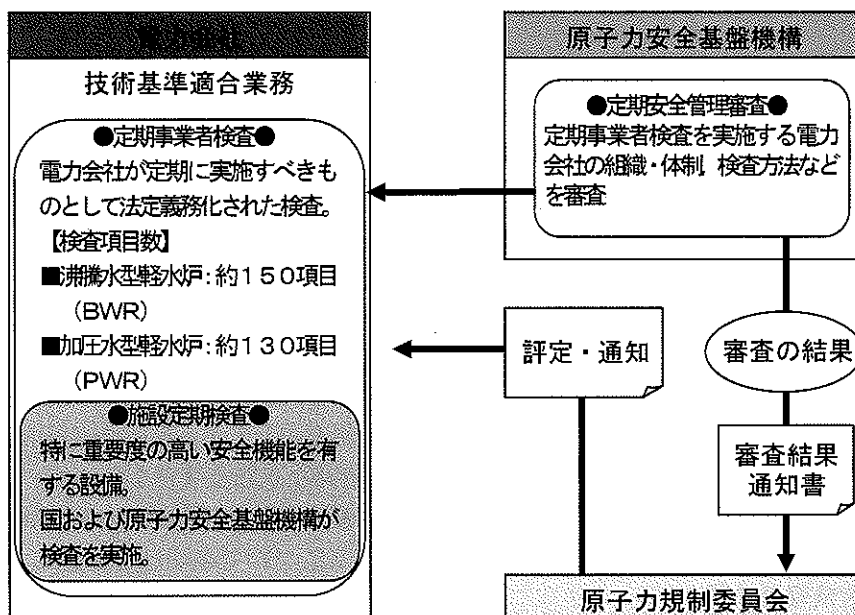 電力会社
技術基準適合業務
●定期事業者検査●
電力会社が定期に実施すべきも
のとして法定義務化された検査。
【検査項目数】
■沸騰水型軽水炉：約１５０項目
（BWR）
■加圧水型軽水炉：約１３０項目
（PWR）
●施設定期検査●
特に重要度の高い安全機能を有
する設備。
国および原子力安全基盤機構が
検査を実施。
原子力安全基盤機構
●定期安全管理審査●
定期事業者検査を実施する電力
会社の組織・体制、検査方法など
を審査
評定・通知
審査の結果
審査結果
通知書
原子力規制委員会